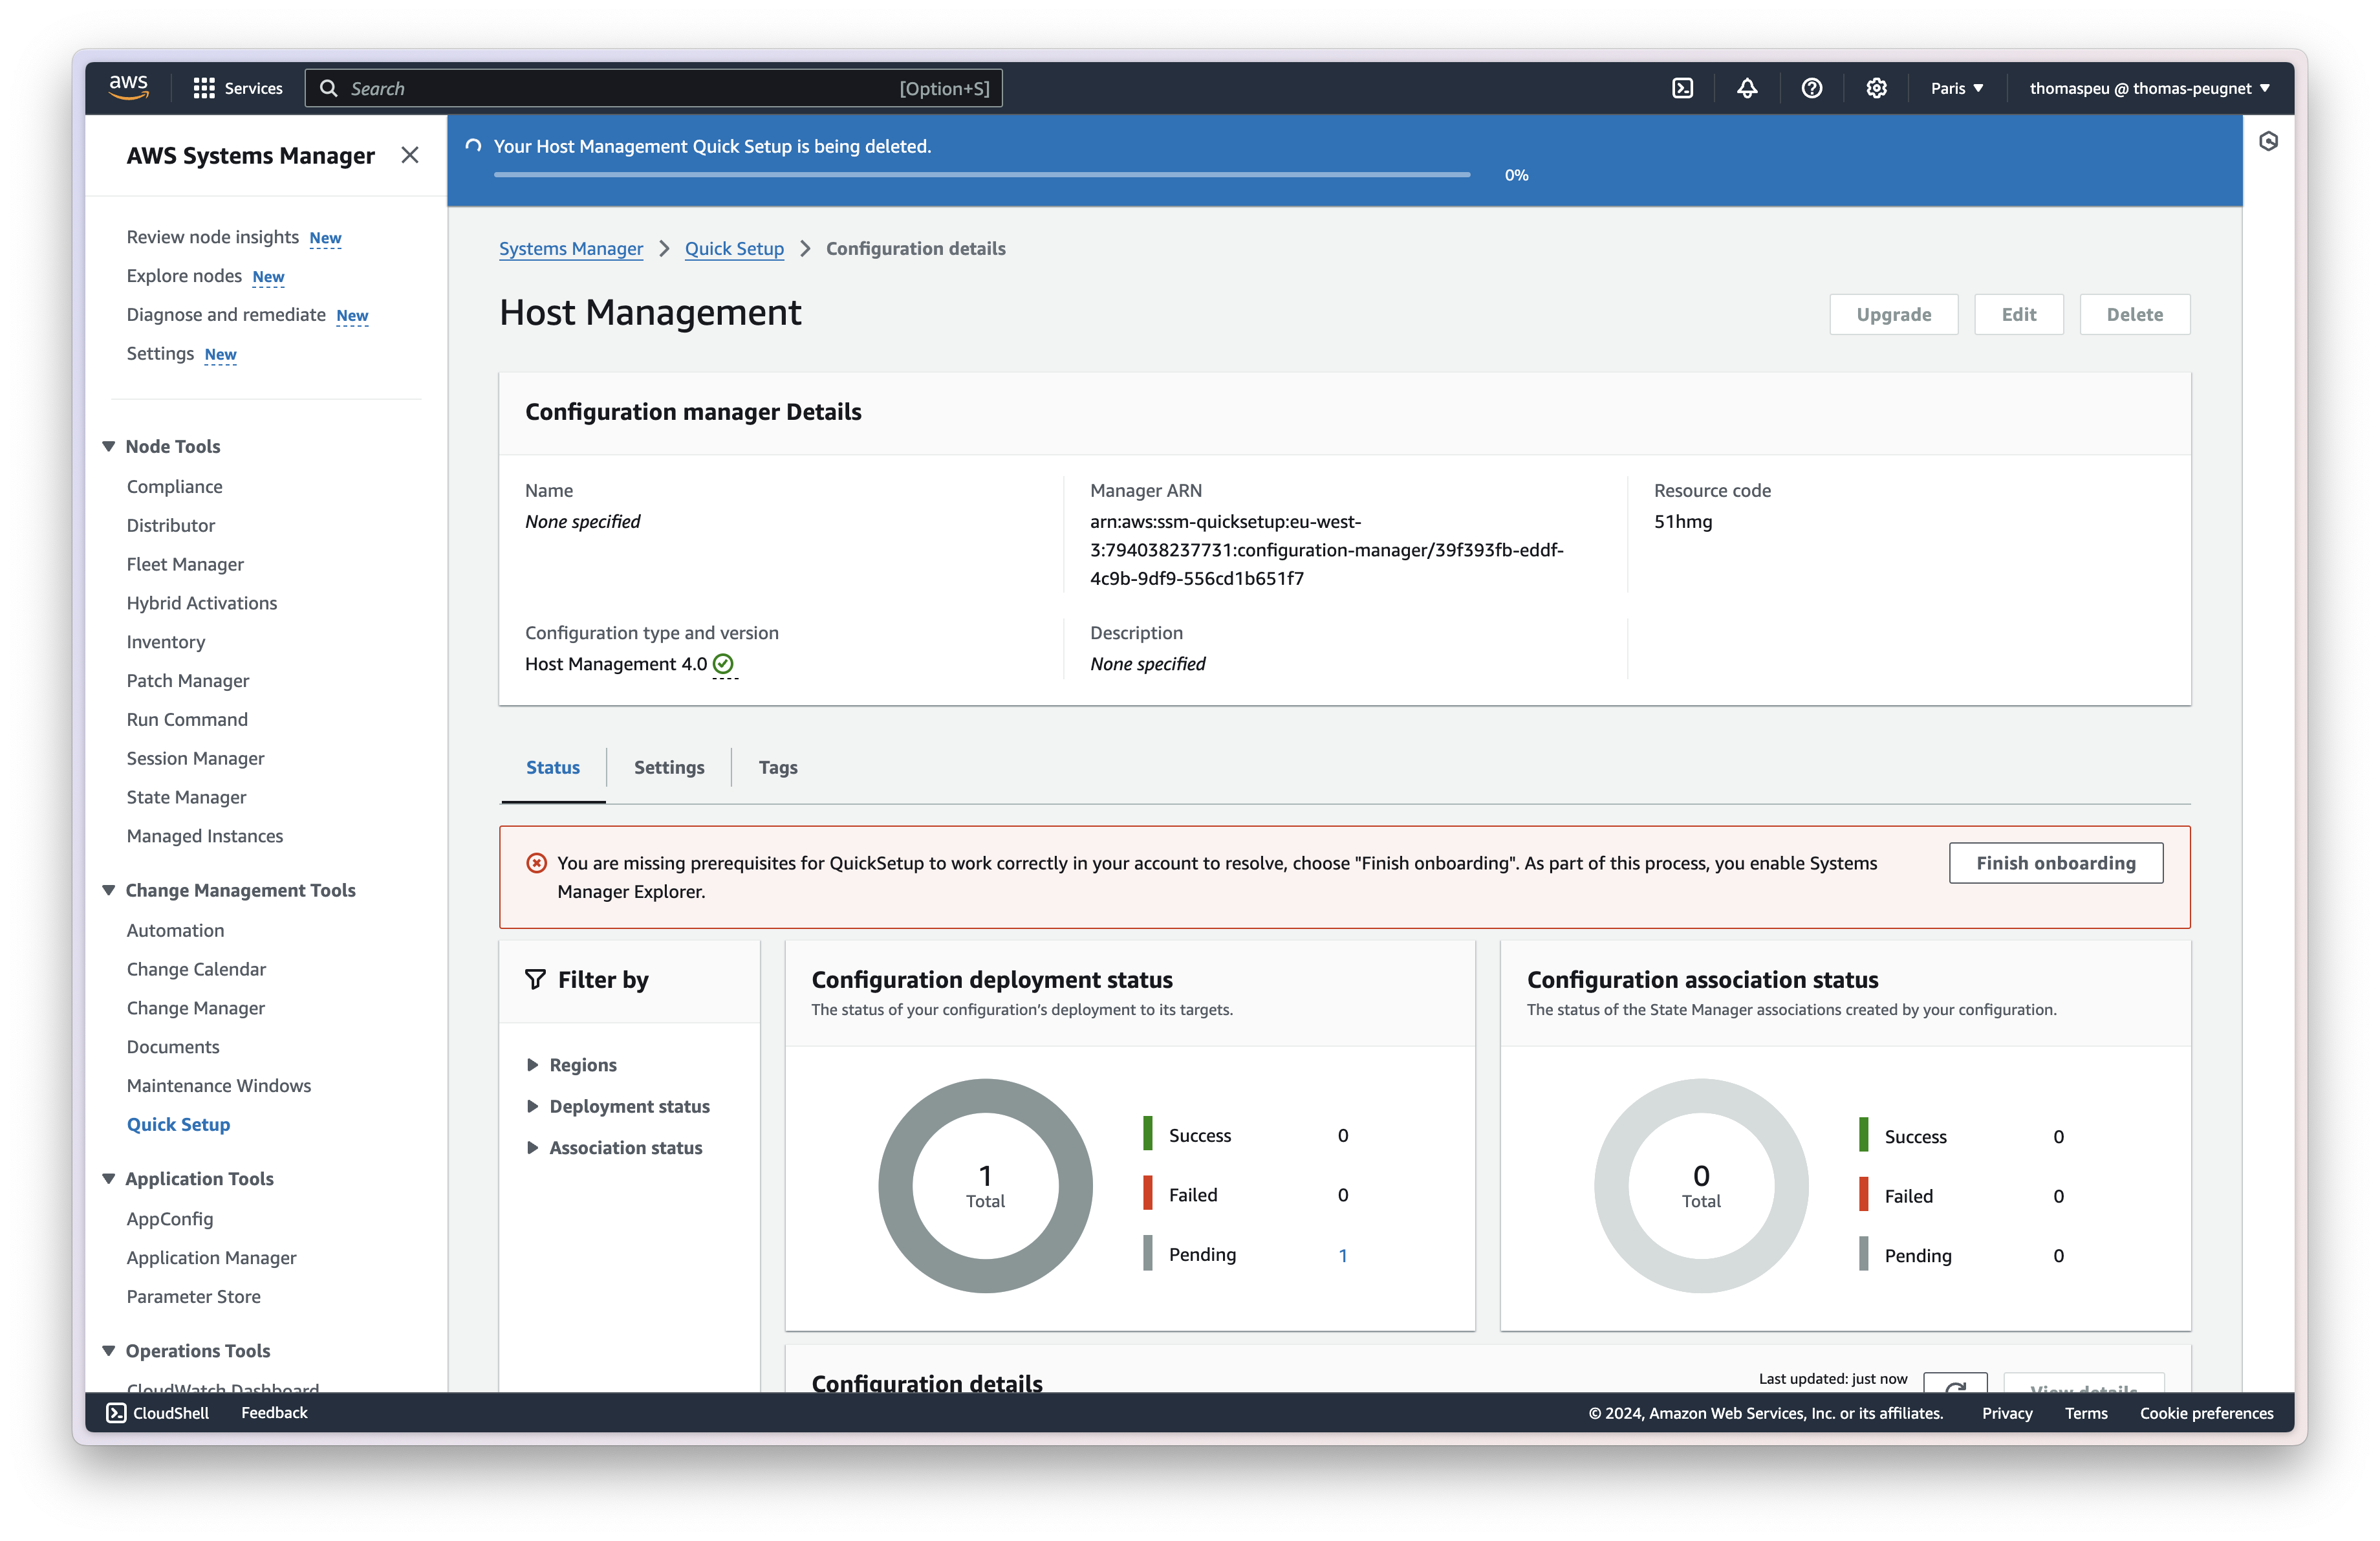 aws
Services
Search
[Option+S]
Paris
thomaspeu @ thomas-peugnet
AWS Systems Manager
Review node insights New
Explore nodes New
Diagnose and remediate New
Settings New
Node Tools
Compliance
Distributor
Fleet Manager
Hybrid Activations
Inventory
Patch Manager
Run Command
Session Manager
State Manager
Managed Instances
Change Management Tools
Automation
Change Calendar
Change Manager
Documents
Maintenance Windows
Quick Setup
Application Tools
AppConfig
Application Manager
Parameter Store
Operations Tools
CloudWatch Dashboard
Your Host Management Quick Setup is being deleted.
0%
Systems Manager
Quick Setup
Configuration details
Host Management
Upgrade
Edit
Delete
Configuration manager Details
Name
None specified
Manager ARN
arn:aws:ssm-quicksetup:eu-west-
3:794038237731:configuration-manager/39f393fb-eddf-
4c9b-9df9-556cd1b651f7
Resource code
51hmg
Configuration type and version
Host Management 4.0
Description
None specified
Status
Settings
Tags
You are missing prerequisites for QuickSetup to work correctly in your account to resolve, choose "Finish onboarding". As part of this process, you enable Systems
Manager Explorer.
Finish onboarding
Filter by
Regions
Deployment status
Association status
Configuration deployment status
The status of your configuration’s deployment to its targets.
1
Total
Success 0
Failed 0
Pending 1
Configuration association status
The status of the State Manager associations created by your configuration.
0
Total
Success 0
Failed 0
Pending 0
Configuration details
Last updated: just now
View details
CloudShell
Feedback
© 2024, Amazon Web Services, Inc. or its affiliates.
Privacy
Terms
Cookie preferences